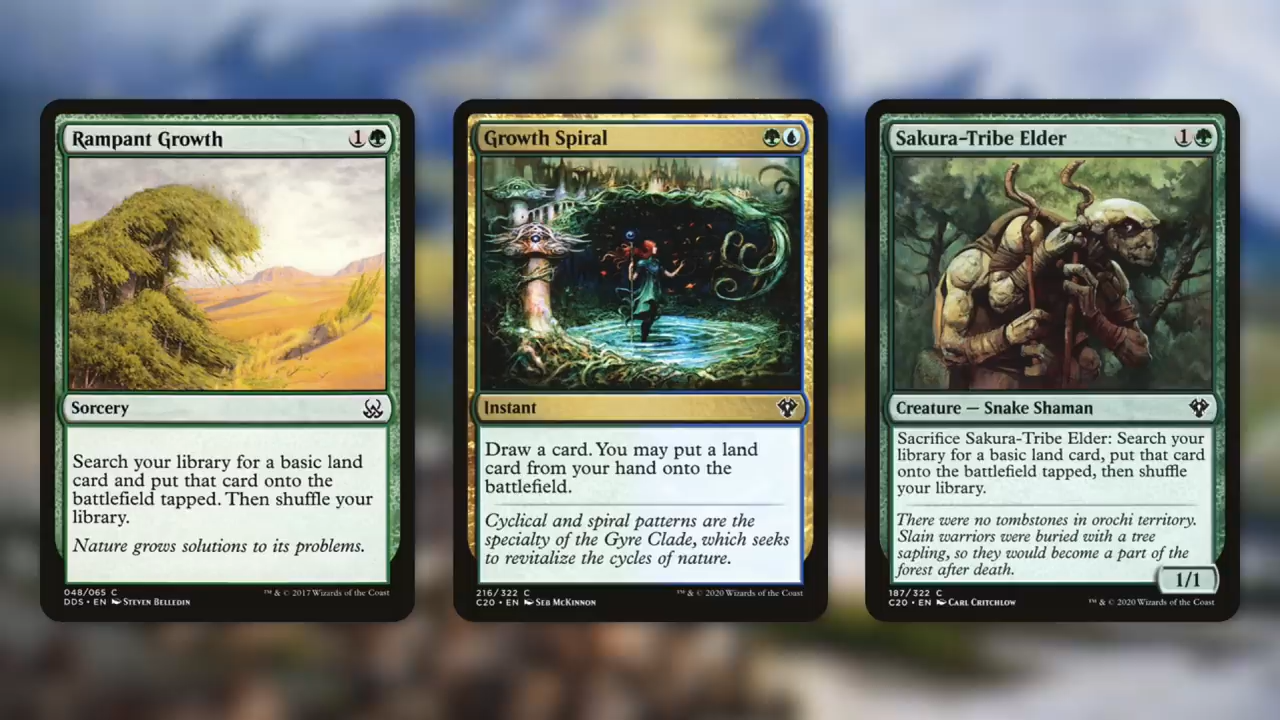 Rampant Growth 1
Sorcery
Search your library for a basic land
card and put that card onto the
battlefield tapped. Then shuffle your
library.
Nature grows solutions to its problems.
048/065 C
DDS • EN Steven Belledin
™ & © 2017 Wizards of the Coast
Growth Spiral
Instant
Draw a card. You may put a land
card from your hand onto the
battlefield.
Cyclical and spiral patterns are the
specialty of the Gyre Clade, which seeks
to revitalize the cycles of nature.
216/322 C
C20 • EN Seb McKinnon
™ & © 2020 Wizards of the Coast
Sakura-Tribe Elder 1
Creature — Snake Shaman
Sacrifice Sakura-Tribe Elder: Search your
library for a basic land card, put that card
onto the battlefield tapped, then shuffle
your library.
There were no tombstones in orochi territory.
Slain warriors were buried with a tree
sapling, so they would become a part of the
forest after death.
1/1
187/322 C
C20 • EN Carl Critchlow
™ & © 2020 Wizards of the Coast